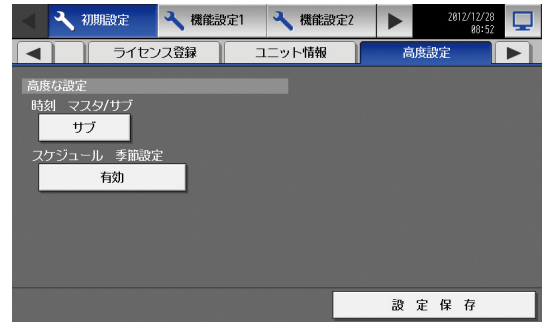 初期設定 機能設定1 機能設定2 2012/12/28
08:52
ライセンス登録 ユニット情報 高度設定
高度な設定
時刻 マスタ/サブ
サブ
スケジュール 季節設定
有効
設 定 保 存